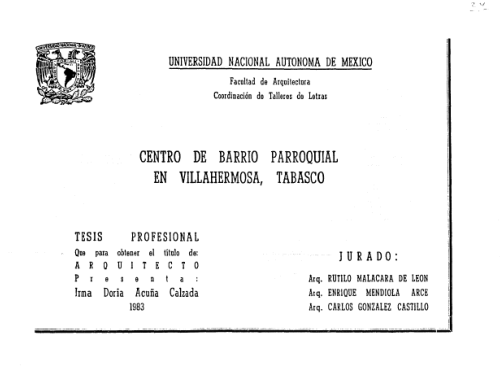 UNIVERSIDAD NACIONAL AUTONOMA DE MEXICO
Facultad de Arquitectura
Coordinación de Talleres de Letras
CENTRO DE BARRIO PARROQUIAL
EN VILLAHERMOSA, TABASCO
TESIS PROFESIONAL
Que para obtener el título de:
ARQUITECTO
Presenta:
Irma Doria Acuña Calzada
1983
JURADO:
Arq. RUTILO MALACARA DE LEON
Arq. ENRIQUE MENDIOLA ARCE
Arq. CARLOS GONZALEZ CASTILLO